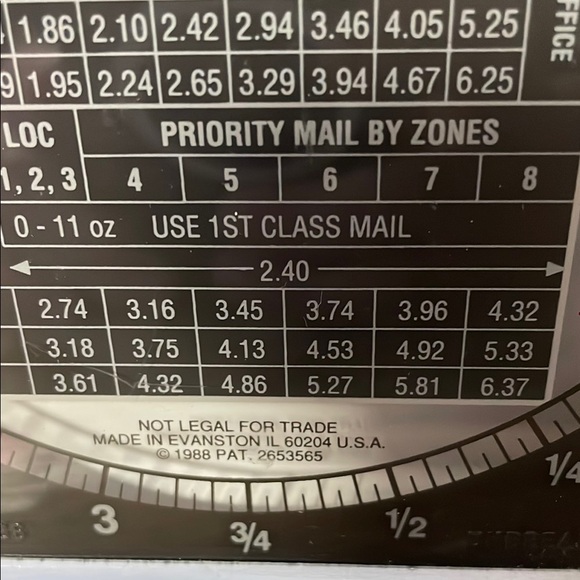 1.86 2.10 2.42 2.94 3.46 4.05 5.25
9 1.95 2.24 2.65 3.29 3.94 4.67 6.25
FFICE
LOC PRIORITY MAIL BY ZONES
1, 2, 3 4 5 6 7 8
0 - 11 oz USE 1ST CLASS MAIL
2.40
2.74 3.16 3.45 3.74 3.96 4.32
3.18 3.75 4.13 4.53 4.92 5.33
3.61 4.32 4.86 5.27 5.81 6.37
NOT LEGAL FOR TRADE
MADE IN EVANSTON IL 60204 U.S.A.
© 1988 PAT. 2653565
3 3/4 1/2 1/4